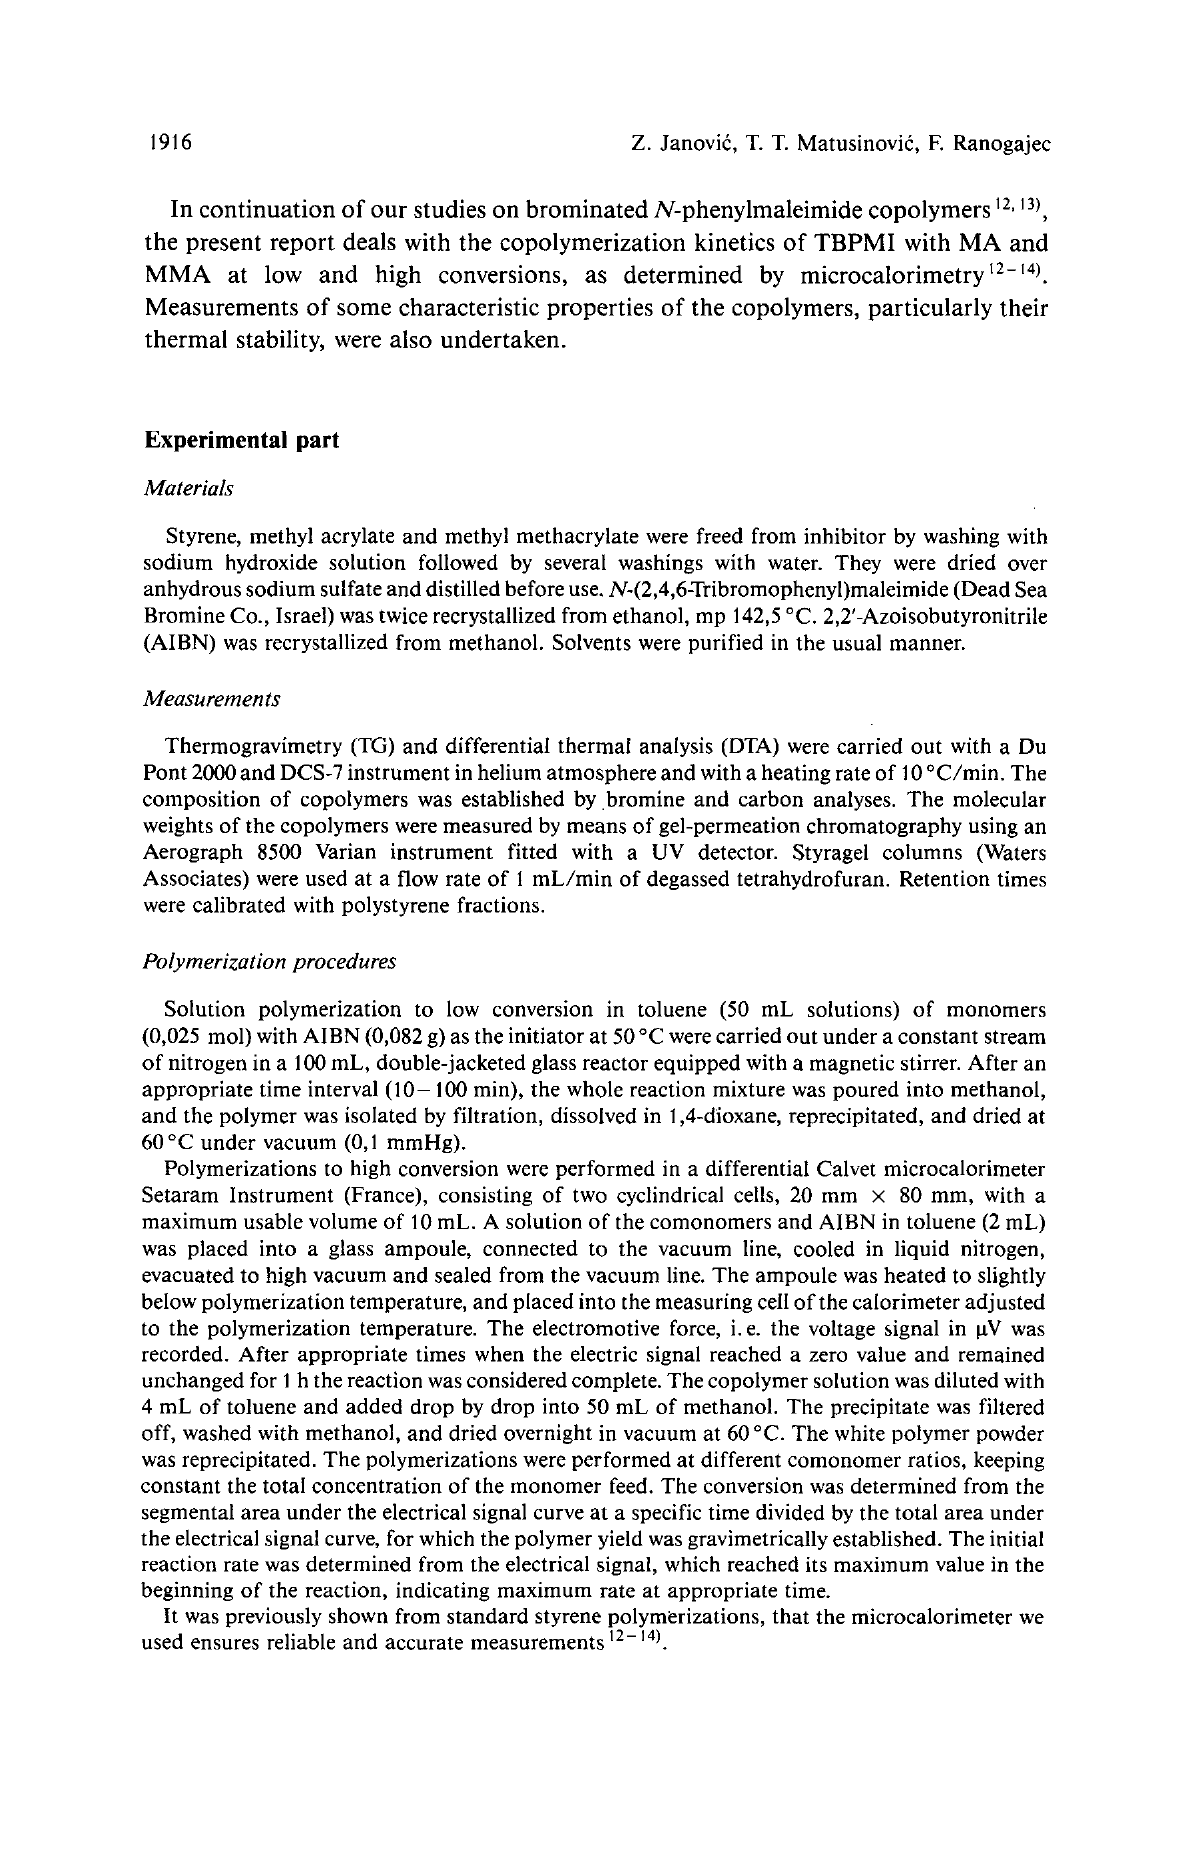 1916
Z. Janović, T. T. Matusinović, F. Ranogajec
In continuation of our studies on brominated N-phenylmaleimide copolymers 12, 13),
the present report deals with the copolymerization kinetics of TBPMI with MA and
MMA at low and high conversions, as determined by microcalorimetry 12–14).
Measurements of some characteristic properties of the copolymers, particularly their
thermal stability, were also undertaken.
Experimental part
Materials
Styrene, methyl acrylate and methyl methacrylate were freed from inhibitor by washing with
sodium hydroxide solution followed by several washings with water. They were dried over
anhydrous sodium sulfate and distilled before use. N-(2,4,6-Tribromophenyl)maleimide (Dead Sea
Bromine Co., Israel) was twice recrystallized from ethanol, mp 142,5 °C. 2,2′-Azoisobutyronitrile
(AIBN) was recrystallized from methanol. Solvents were purified in the usual manner.
Measurements
Thermogravimetry (TG) and differential thermal analysis (DTA) were carried out with a Du
Pont 2000 and DCS-7 instrument in helium atmosphere and with a heating rate of 10 °C/min. The
composition of copolymers was established by bromine and carbon analyses. The molecular
weights of the copolymers were measured by means of gel-permeation chromatography using an
Aerograph 8500 Varian instrument fitted with a UV detector. Styragel columns (Waters
Associates) were used at a flow rate of 1 mL/min of degassed tetrahydrofuran. Retention times
were calibrated with polystyrene fractions.
Polymerization procedures
Solution polymerization to low conversion in toluene (50 mL solutions) of monomers
(0,025 mol) with AIBN (0,082 g) as the initiator at 50 °C were carried out under a constant stream
of nitrogen in a 100 mL, double-jacketed glass reactor equipped with a magnetic stirrer. After an
appropriate time interval (10–100 min), the whole reaction mixture was poured into methanol,
and the polymer was isolated by filtration, dissolved in 1,4-dioxane, reprecipitated, and dried at
60 °C under vacuum (0,1 mmHg).
Polymerizations to high conversion were performed in a differential Calvet microcalorimeter
Setaram Instrument (France), consisting of two cyclindrical cells, 20 mm × 80 mm, with a
maximum usable volume of 10 mL. A solution of the comonomers and AIBN in toluene (2 mL)
was placed into a glass ampoule, connected to the vacuum line, cooled in liquid nitrogen,
evacuated to high vacuum and sealed from the vacuum line. The ampoule was heated to slightly
below polymerization temperature, and placed into the measuring cell of the calorimeter adjusted
to the polymerization temperature. The electromotive force, i. e. the voltage signal in µV was
recorded. After appropriate times when the electric signal reached a zero value and remained
unchanged for 1 h the reaction was considered complete. The copolymer solution was diluted with
4 mL of toluene and added drop by drop into 50 mL of methanol. The precipitate was filtered
off, washed with methanol, and dried overnight in vacuum at 60 °C. The white polymer powder
was reprecipitated. The polymerizations were performed at different comonomer ratios, keeping
constant the total concentration of the monomer feed. The conversion was determined from the
segmental area under the electrical signal curve at a specific time divided by the total area under
the electrical signal curve, for which the polymer yield was gravimetrically established. The initial
reaction rate was determined from the electrical signal, which reached its maximum value in the
beginning of the reaction, indicating maximum rate at appropriate time.
It was previously shown from standard styrene polymerizations, that the microcalorimeter we
used ensures reliable and accurate measurements 12–14).